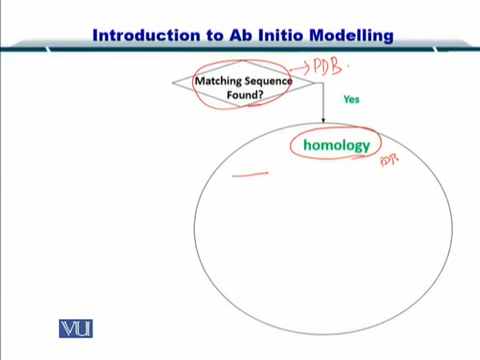 Introduction to Ab Initio Modelling
Matching Sequence
Found?
PDB.
Yes
homology
PDB
VU